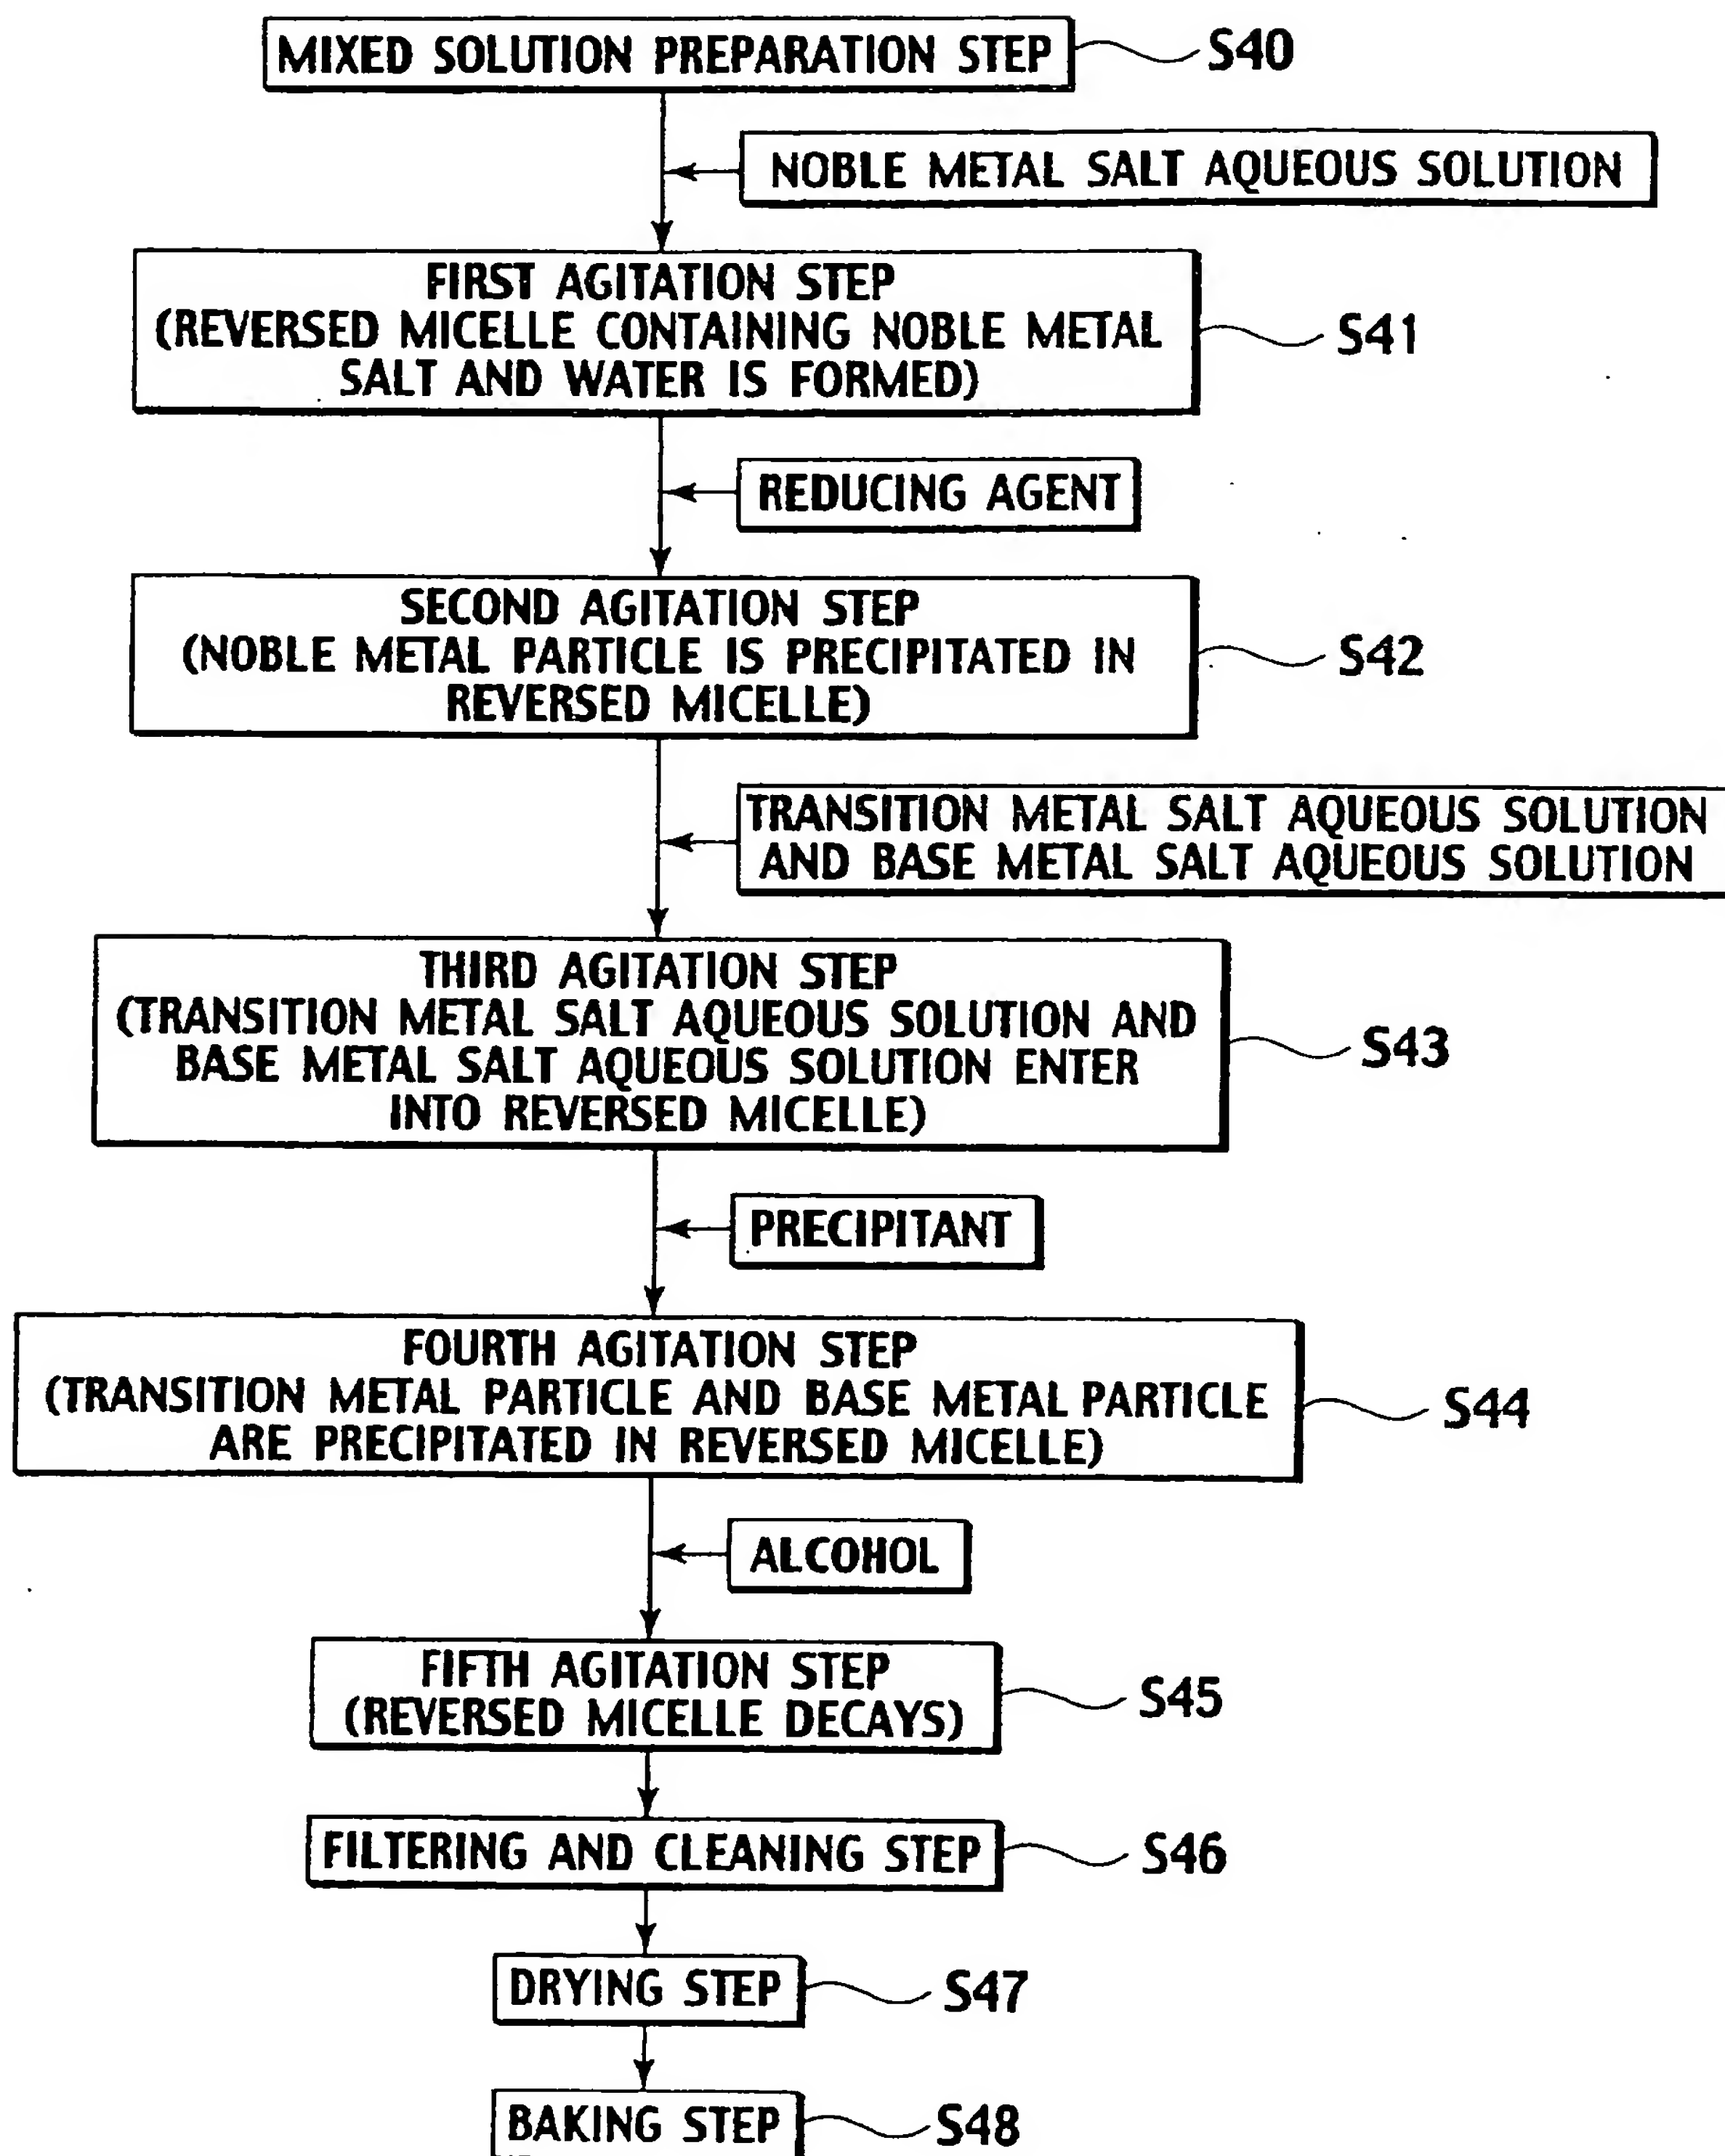 MIXED SOLUTION PREPARATION STEP
S40
NOBLE METAL SALT AQUEOUS SOLUTION
FIRST AGITATION STEP
(REVERSED MICELLE CONTAINING NOBLE METAL
SALT AND WATER IS FORMED)
S41
REDUCING AGENT
SECOND AGITATION STEP
(NOBLE METAL PARTICLE IS PRECIPITATED IN
REVERSED MICELLE)
S42
TRANSITION METAL SALT AQUEOUS SOLUTION
AND BASE METAL SALT AQUEOUS SOLUTION
THIRD AGITATION STEP
(TRANSITION METAL SALT AQUEOUS SOLUTION AND
BASE METAL SALT AQUEOUS SOLUTION ENTER
INTO REVERSED MICELLE)
S43
PRECIPITANT
FOURTH AGITATION STEP
(TRANSITION METAL PARTICLE AND BASE METAL PARTICLE
ARE PRECIPITATED IN REVERSED MICELLE)
S44
ALCOHOL
FIFTH AGITATION STEP
(REVERSED MICELLE DECAYS)
S45
FILTERING AND CLEANING STEP
S46
DRYING STEP
S47
BAKING STEP
S48